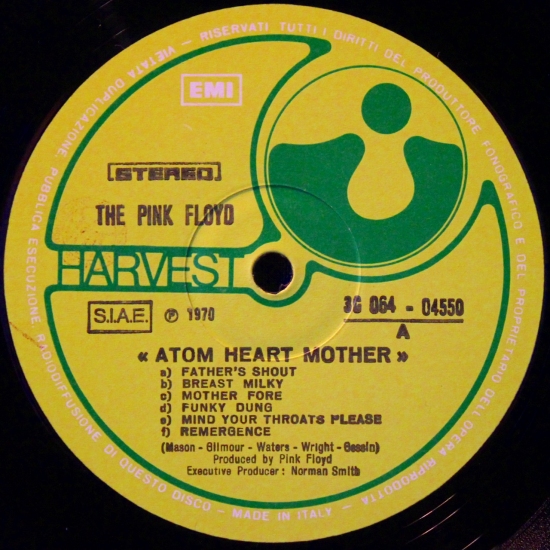 VIETATA DUPLICAZIONE, PUBBLICA ESECUZIONE, RADIODIFFUSIONE DI QUESTO DISCO - MADE IN ITALY - RISERVATI TUTTI I DIRITTI DEL PRODUTTORE FONOGRAFICO E DEL PROPRIETARIO DELL'OPERA RIPRODOTTA
EMI
STEREO
THE PINK FLOYD
HARVEST
S.I.A.E. ℗ 1970
3C 064 - 04550
A
« ATOM HEART MOTHER »
a) FATHER'S SHOUT
b) BREAST MILKY
c) MOTHER FORE
d) FUNKY DUNG
e) MIND YOUR THROATS PLEASE
f) REMERGENCE
(Mason - Gilmour - Waters - Wright - Gessin)
Produced by Pink Floyd
Executive Producer : Norman Smith